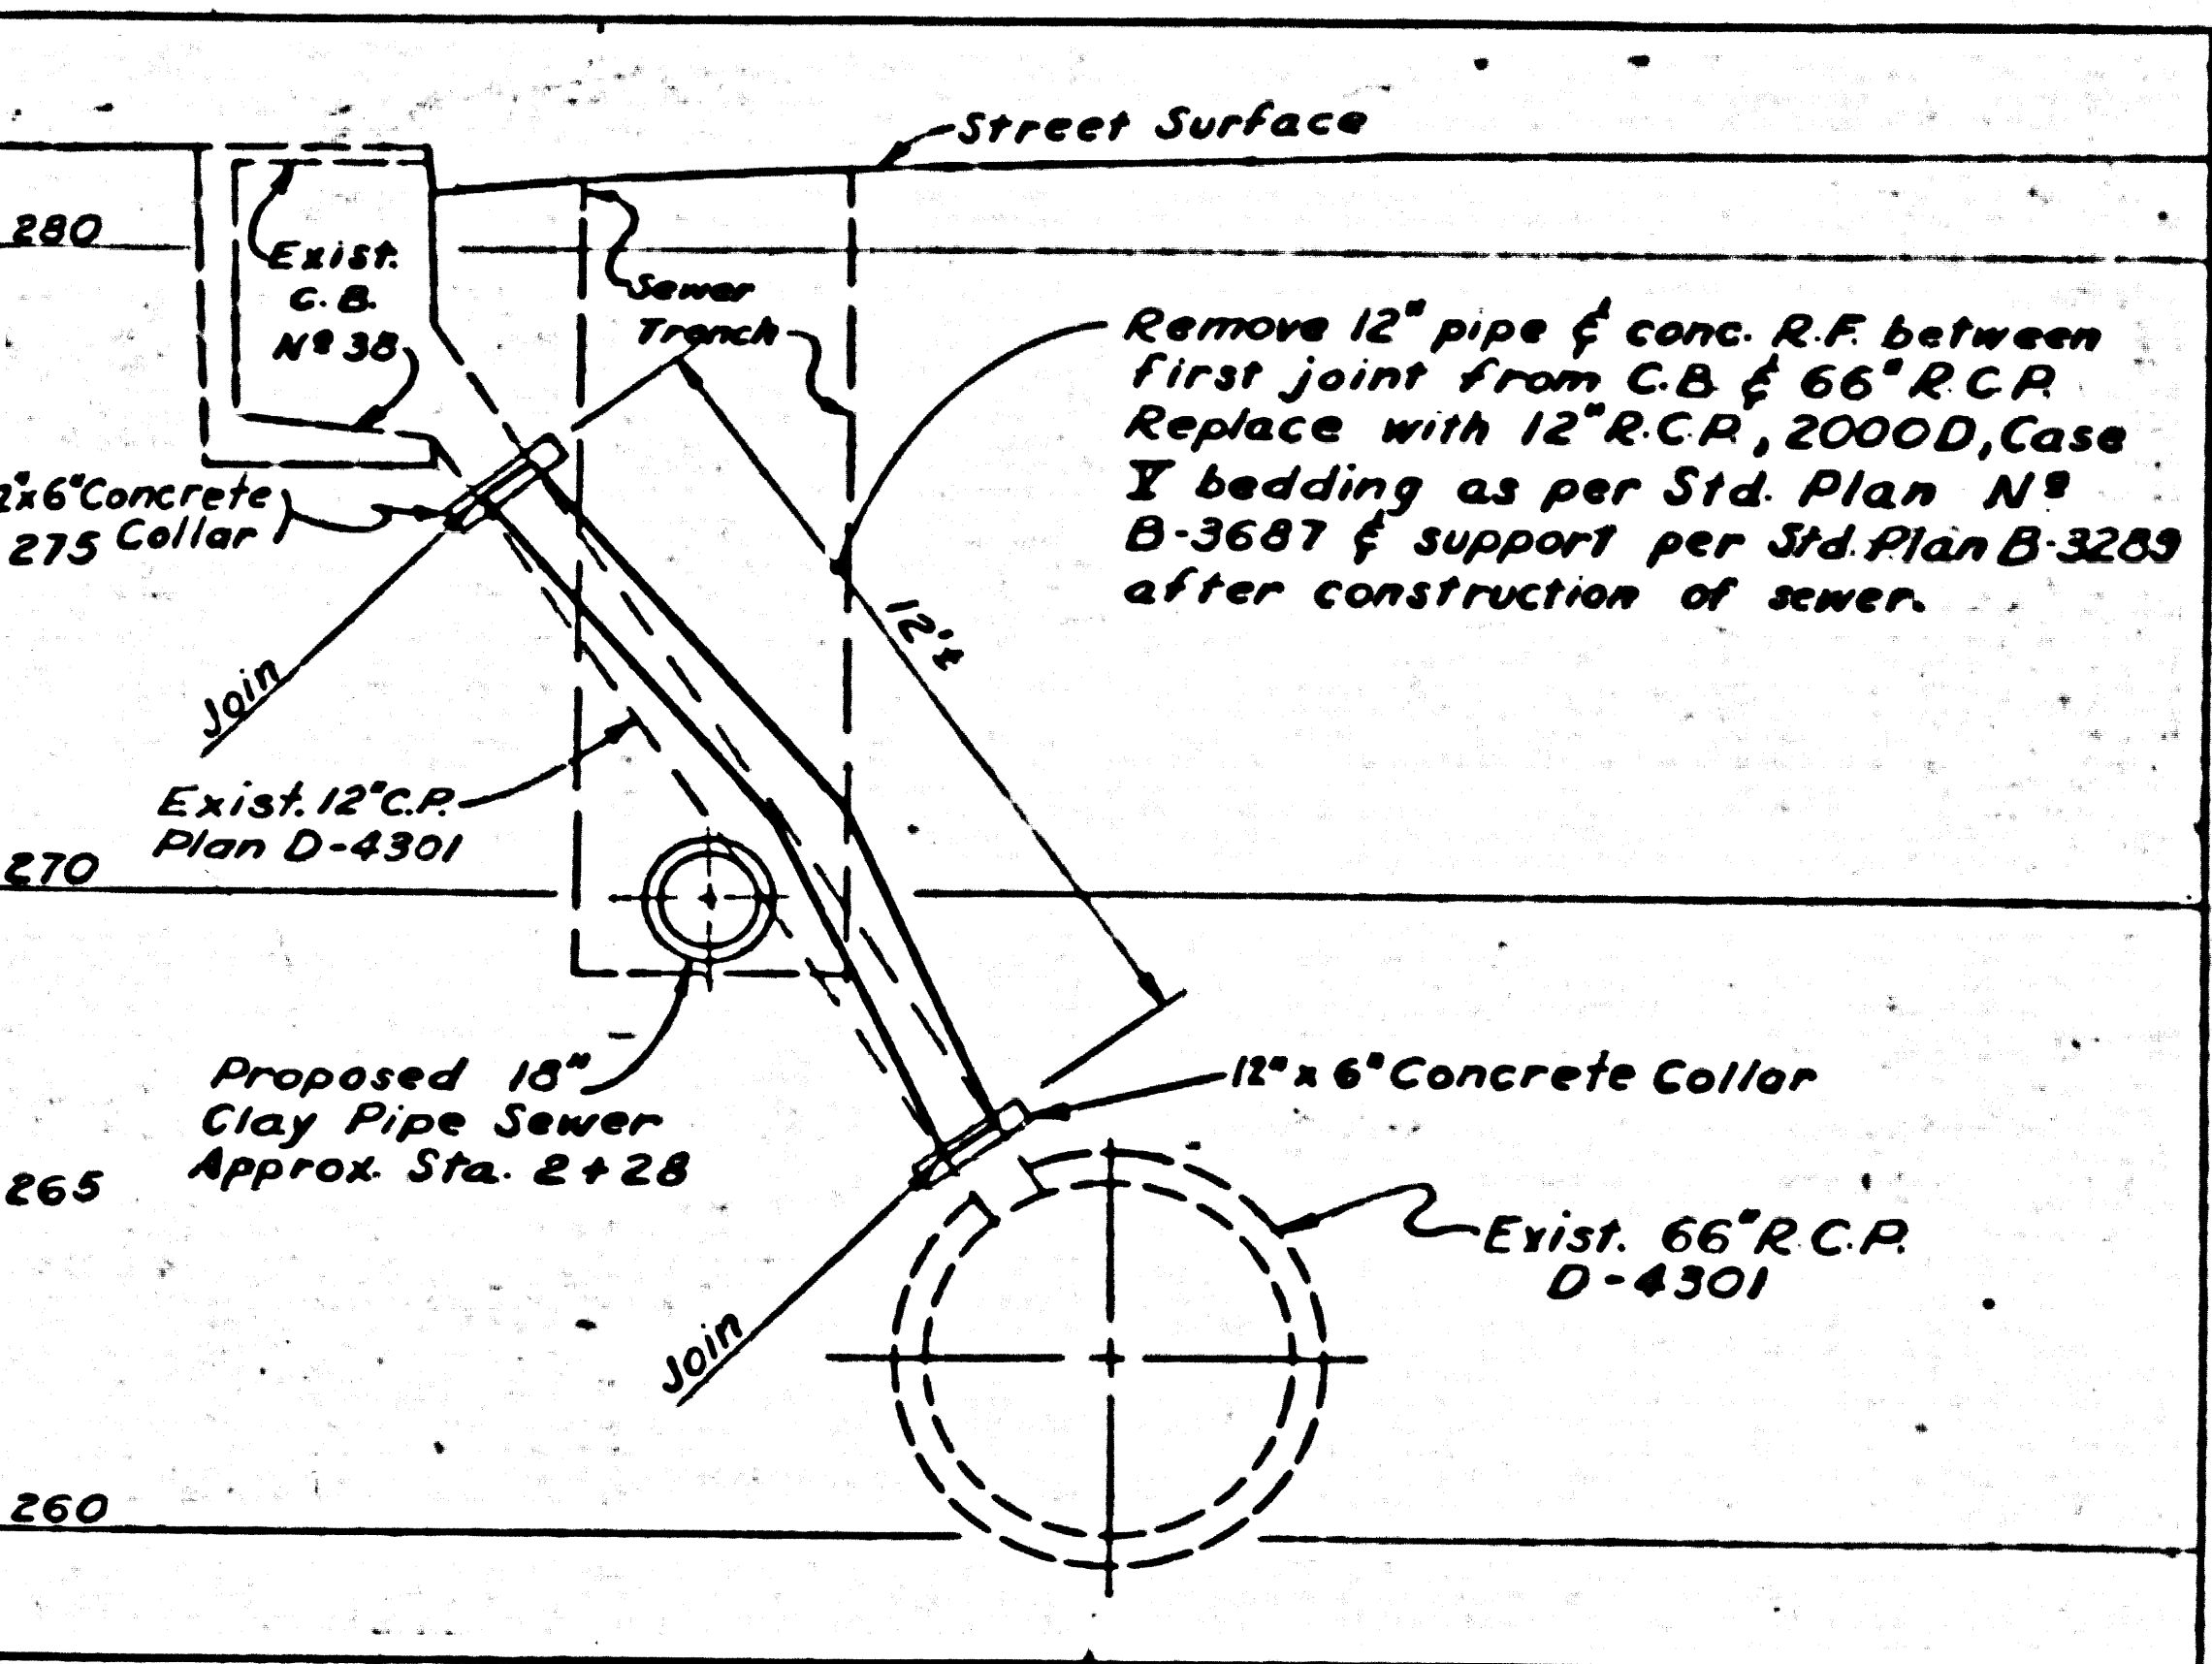 Street Surface
280
Exist.
C.B.
Nº 38
Sewer
Trench
Remove 12" pipe & conc. R.F. between
first joint from C.B. & 66" R.C.P.
Replace with 12" R.C.P., 2000D, Case
V bedding as per Std. Plan Nº
B-3687 & support per Std. Plan B-3289
after construction of sewer.
2"x6" Concrete
Collar
275
12'±
Join
Exist. 12" C.P.
Plan D-4301
270
Proposed 18"
Clay Pipe Sewer
Approx. Sta. 2+28
12" x 6" Concrete Collar
265
Exist. 66" R.C.P.
D-4301
Join
260